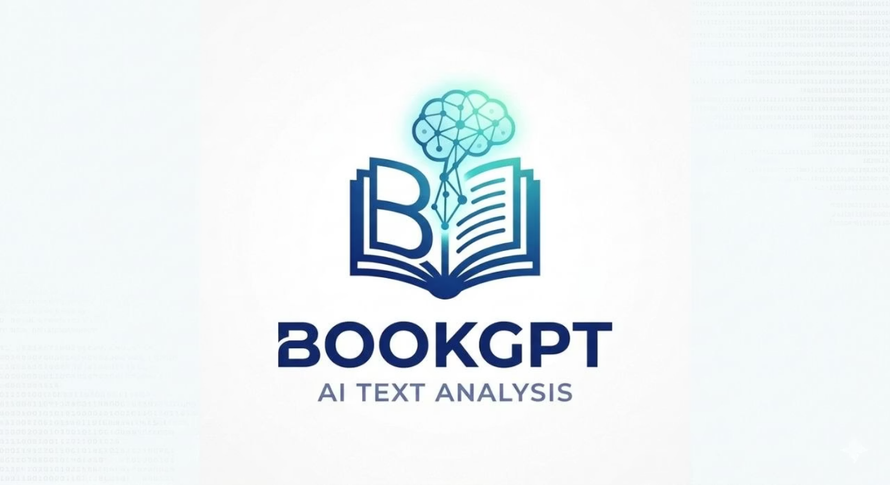 B
BOOKGPT
AI TEXT ANALYSIS